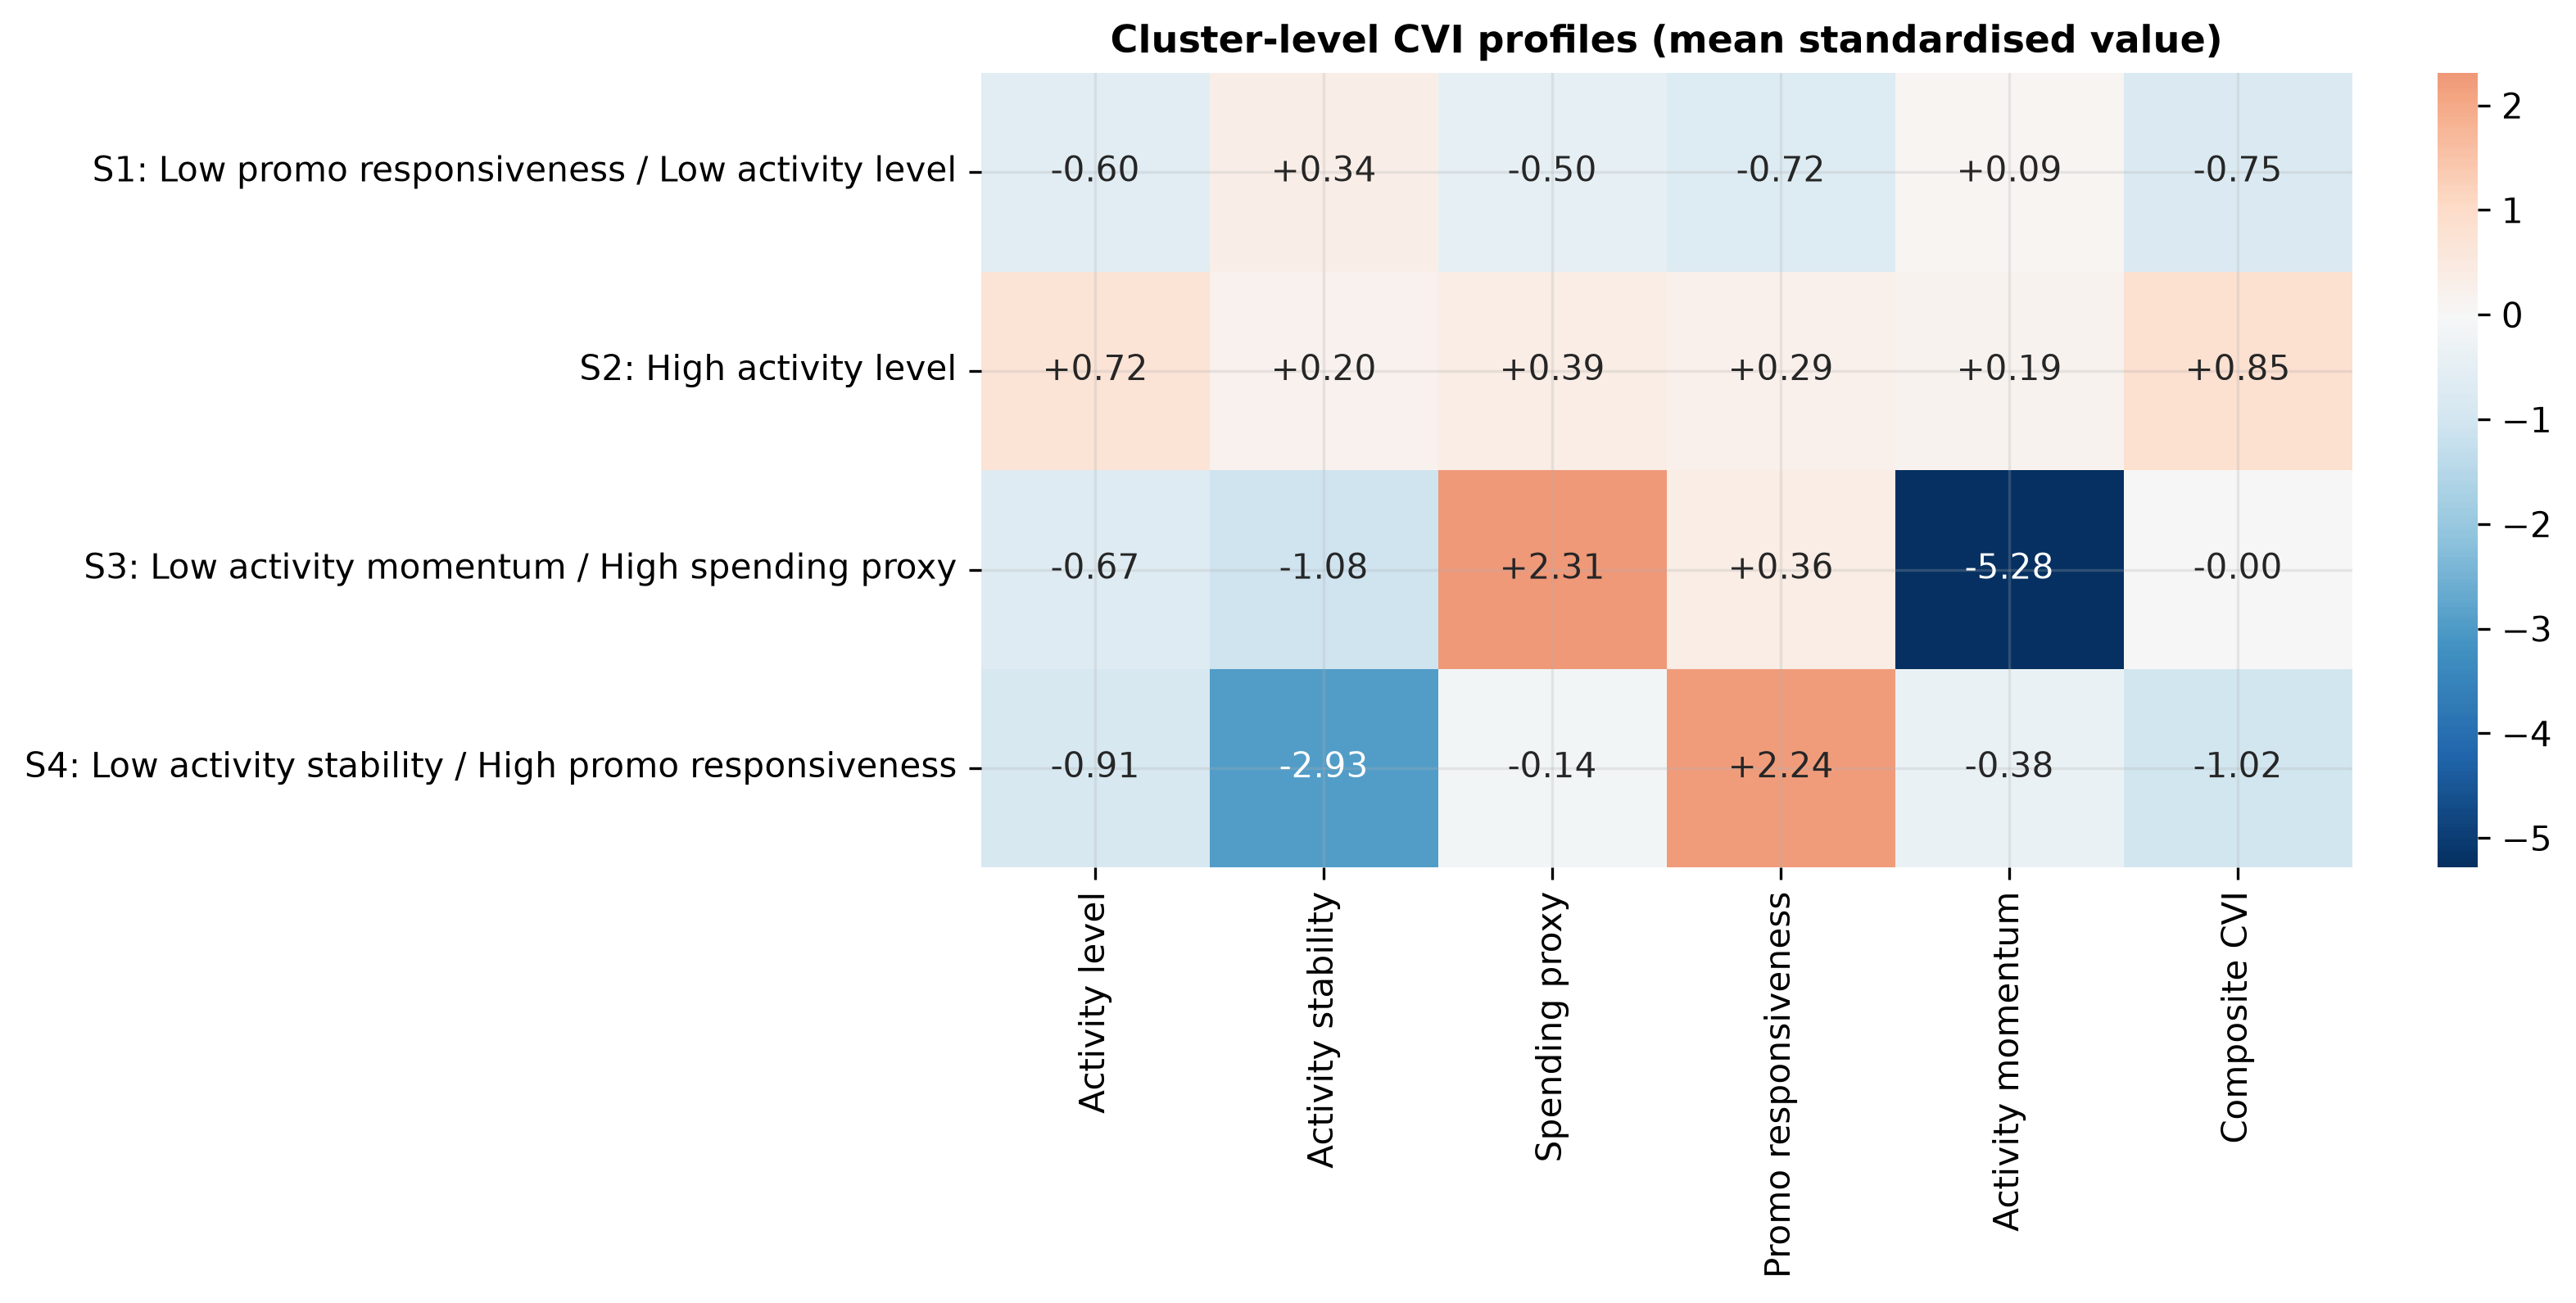 Cluster-level CVI profiles (mean standardised value)
S1: Low promo responsiveness / Low activity level
-0.60 +0.34 -0.50 -0.72 +0.09 -0.75
S2: High activity level
+0.72 +0.20 +0.39 +0.29 +0.19 +0.85
S3: Low activity momentum / High spending proxy
-0.67 -1.08 +2.31 +0.36 -5.28 -0.00
S4: Low activity stability / High promo responsiveness
-0.91 -2.93 -0.14 +2.24 -0.38 -1.02
Activity level
Activity stability
Spending proxy
Promo responsiveness
Activity momentum
Composite CVI
2
1
0
−1
−2
−3
−4
−5